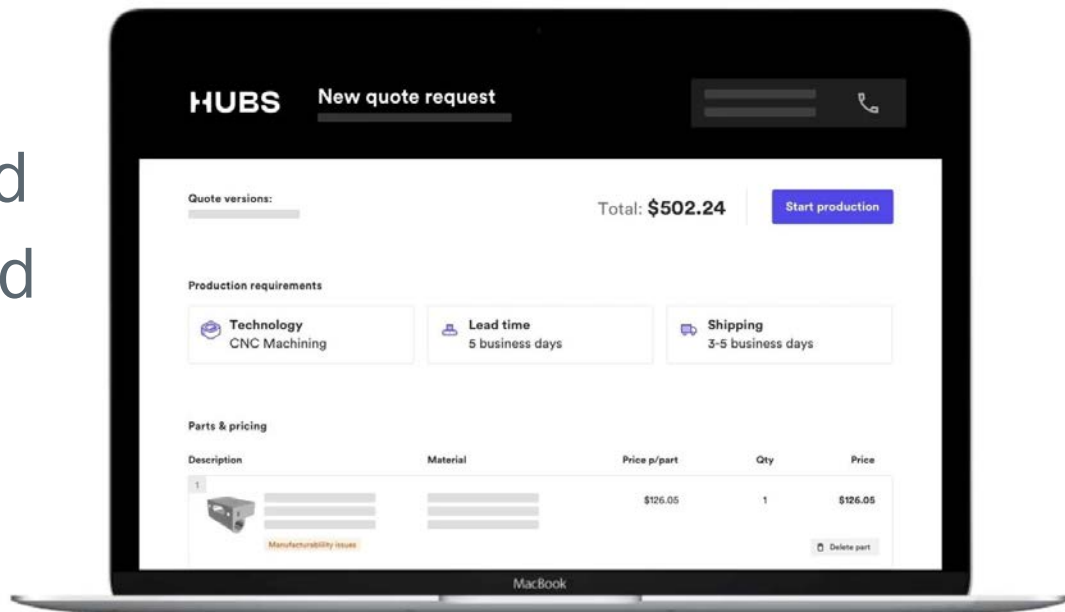 HUBS New quote request
d
d
Quote versions:
Total: $502.24 Start production
Production requirements
Technology Lead time Shipping
CNC Machining 5 business days 3-5 business days
Parts & pricing
Description Material Price p/part Qty Price
1
$126.05 1 $126.05
Manufacturability issues
Delete part
MacBook